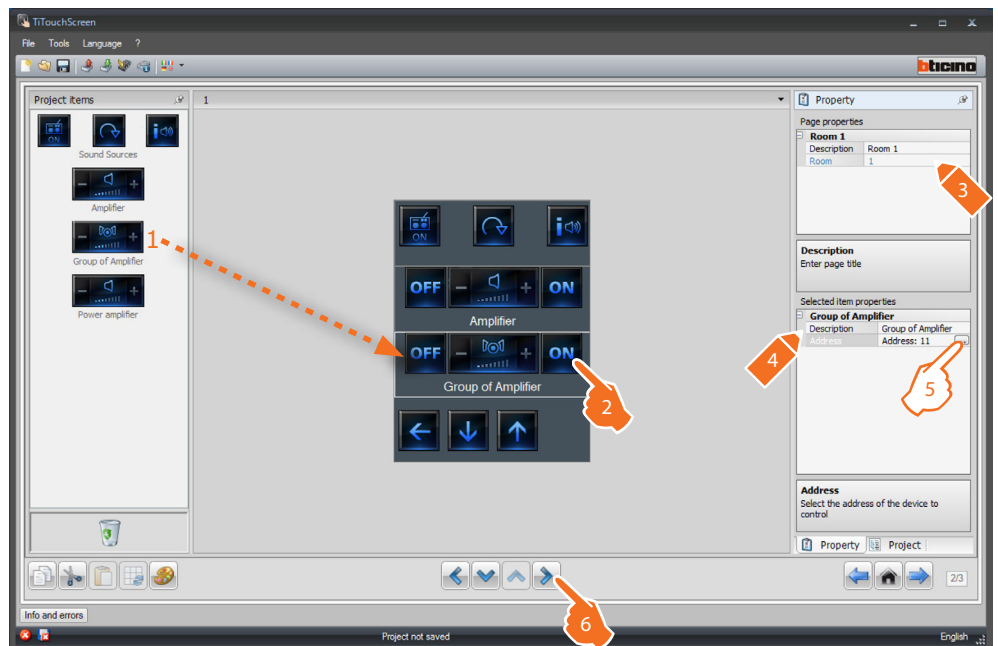 TiTouchScreen
File Tools Language ?
bticino
Project items
ON
Sound Sources
Amplifier
Group of Amplifier
Power amplifier
1
1
ON
OFF ON
Amplifier
OFF ON
Group of Amplifier
2
Property
Page properties
Room 1
Description Room 1
Room 1
3
Description
Enter page title
Selected item properties
Group of Amplifier
Description Group of Amplifier
Address Address: 11 ...
4
5
Address
Select the address of the device to
control
Property Project
2/3
6
Info and errors
Project not saved
English